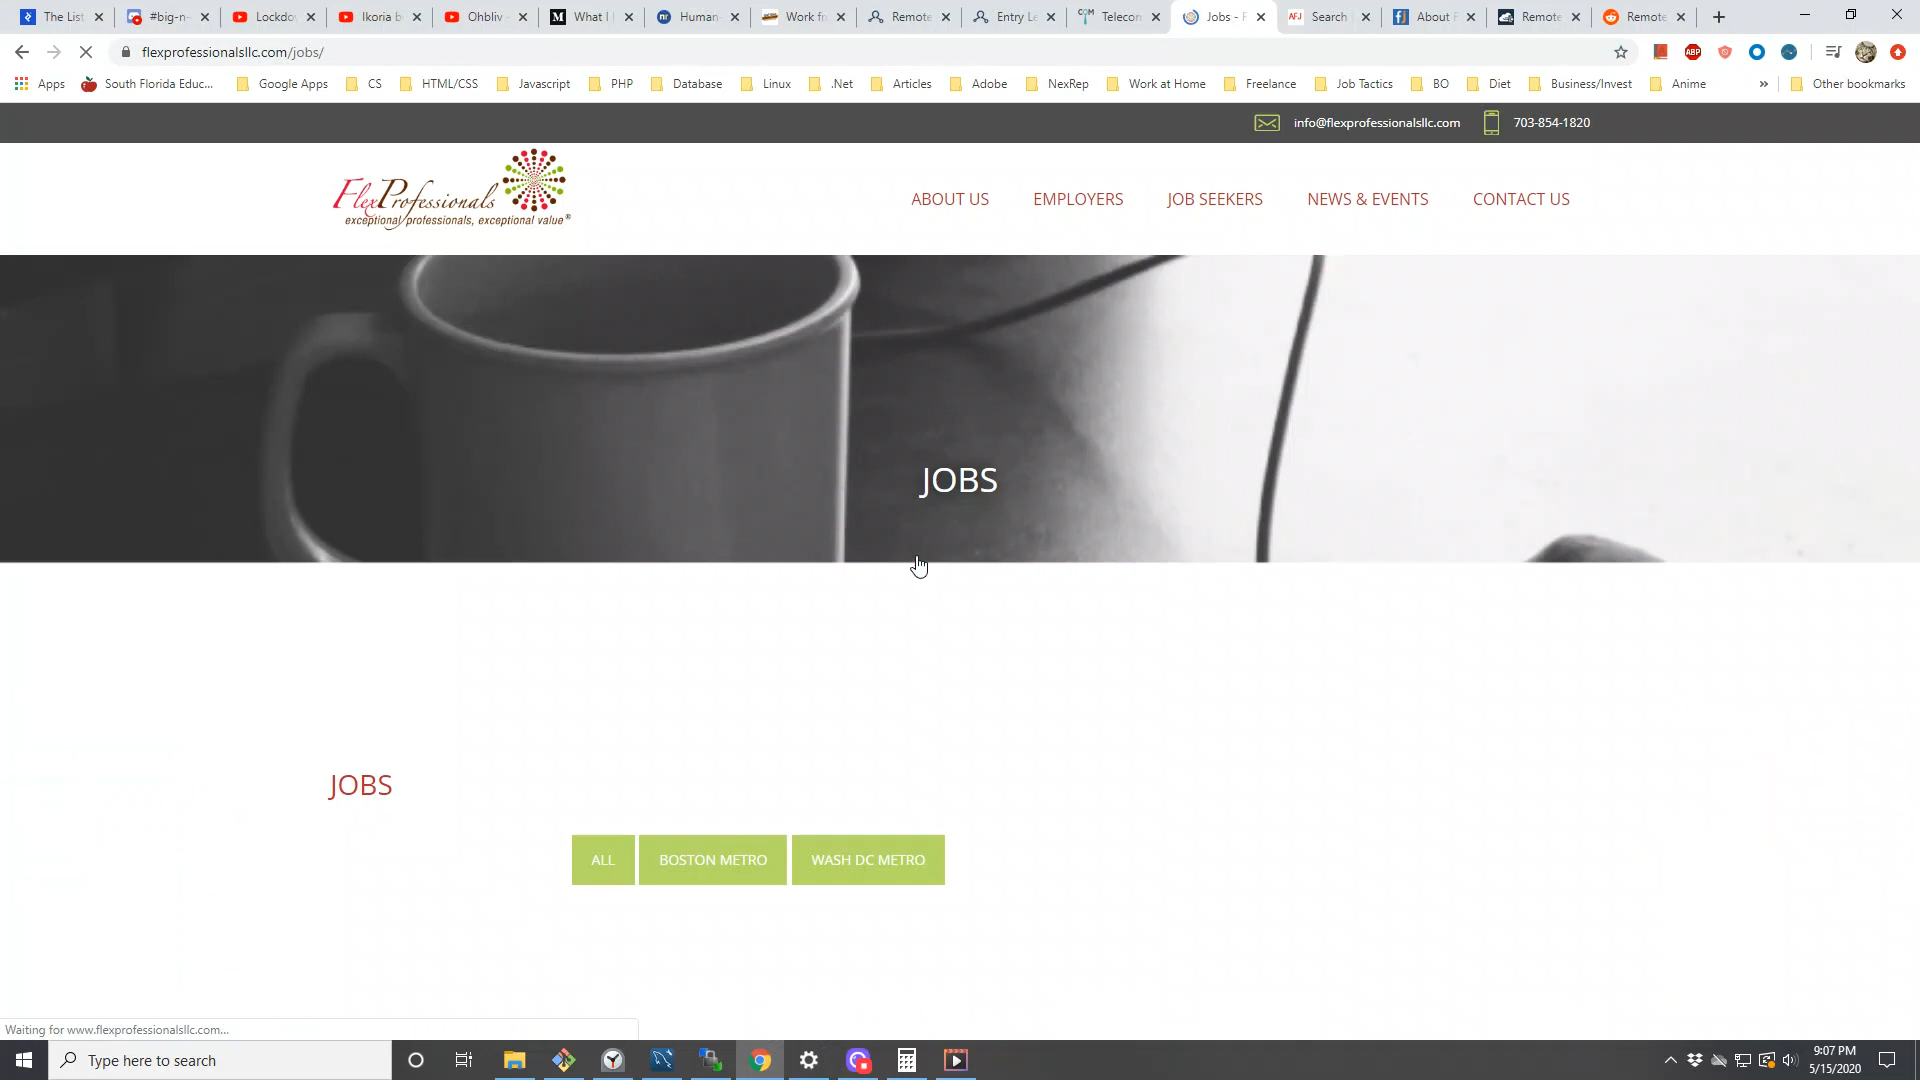 The List
#big-n-
Lockdo
Ikoria b
Ohbliv
What I
Human
Work fr
Remote
Entry Le
Telecon
Jobs - F
Search
About F
Remote
Remote
flexprofessionalsllc.com/jobs/
Apps
South Florida Educ...
Google Apps
CS
HTML/CSS
Javascript
PHP
Database
Linux
.Net
Articles
Adobe
NexRep
Work at Home
Freelance
Job Tactics
BO
Diet
Business/Invest
Anime
»
Other bookmarks
info@flexprofessionalsllc.com
703-854-1820
FlexProfessionals
exceptional professionals, exceptional value®
ABOUT US
EMPLOYERS
JOB SEEKERS
NEWS & EVENTS
CONTACT US
JOBS
JOBS
ALL
BOSTON METRO
WASH DC METRO
Waiting for www.flexprofessionalsllc.com...
Type here to search
9:07 PM
5/15/2020